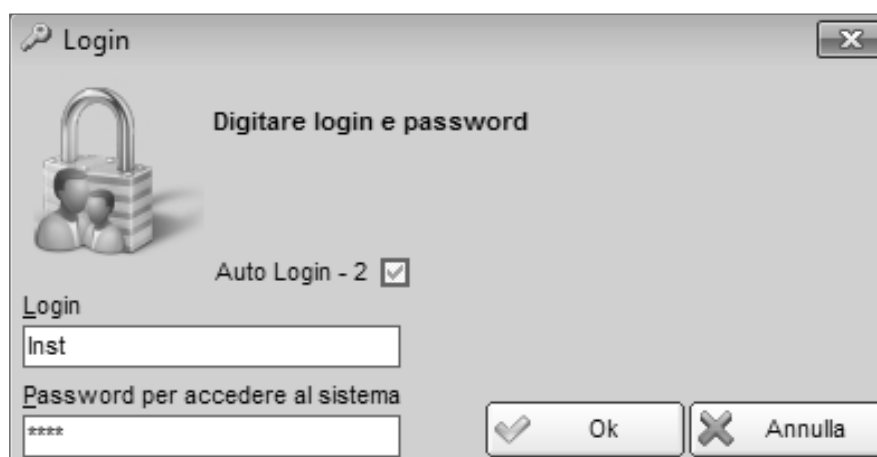 Login
Digitare login e password
Auto Login - 2
Login
Inst
Password per accedere al sistema
****
Ok
Annulla